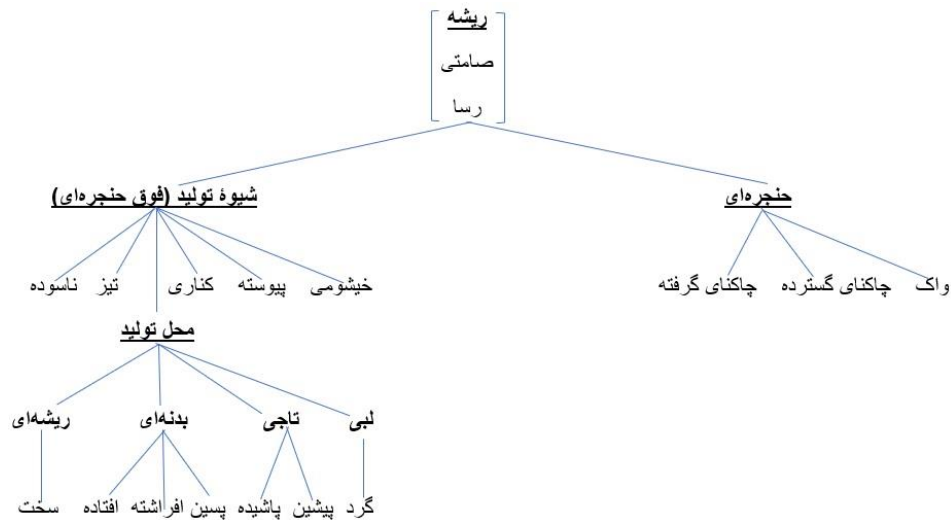 ریشه
صامتی
رسا
حنجره‌ای شیوۀ تولید (فوق حنجره‌ای)
واک چاکنای گسترده چاکنای گرفته خیشومی پیوسته کناری تیز ناسوده
محل تولید
لبی تاجی بدنه‌ای ریشه‌ای
گرد پیشین پاشیده پسین افراشته افتاده سخت